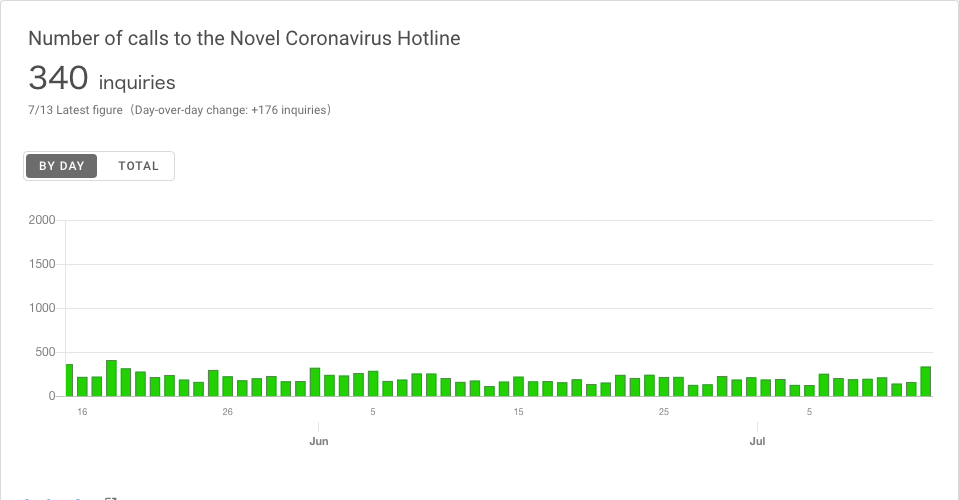 Number of calls to the Novel Coronavirus Hotline
340 inquiries
7/13 Latest figure（Day-over-day change: +176 inquiries）
BY DAY TOTAL
2000
1500
1000
500
0
16 26 5 15 25 5
Jun Jul